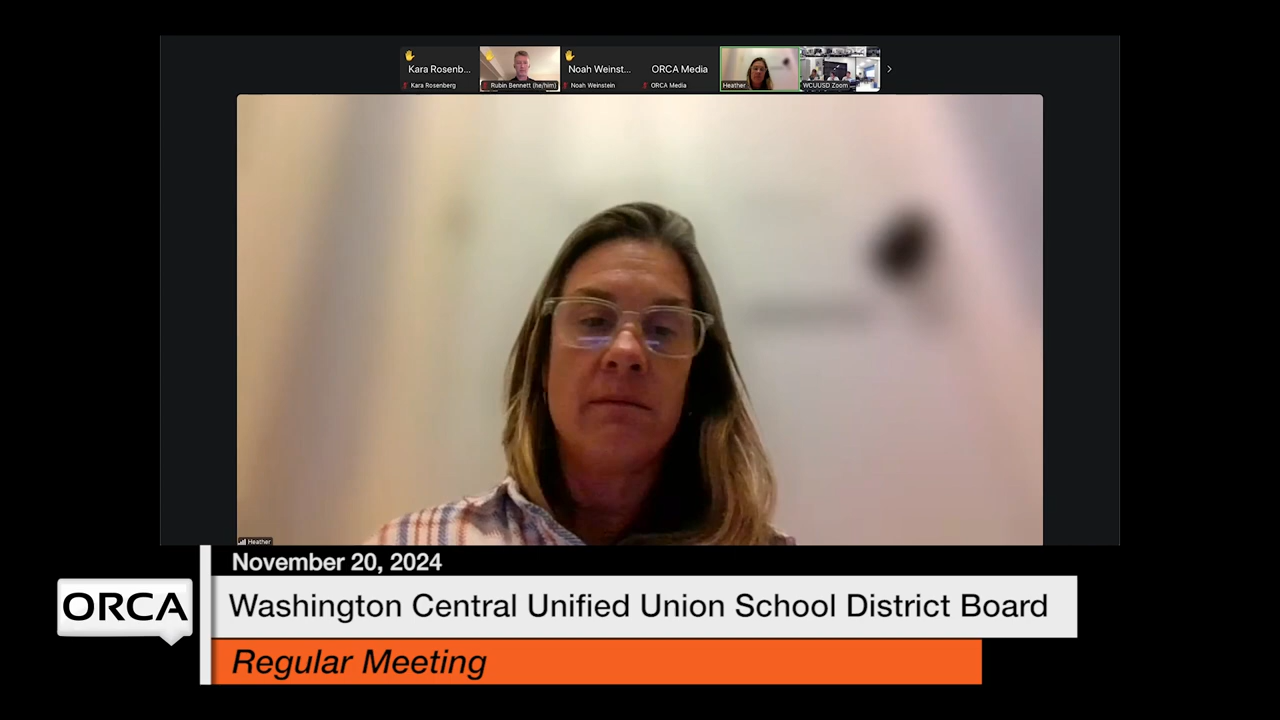 Kara Rosenb...
Kara Rosenberg
Rubin Bennett (he/him)
Noah Weinst...
Noah Weinstein
ORCA Media
ORCA Media
Heather
WCUUSD Zoom
Heather
November 20, 2024
ORCA
Washington Central Unified Union School District Board
Regular Meeting